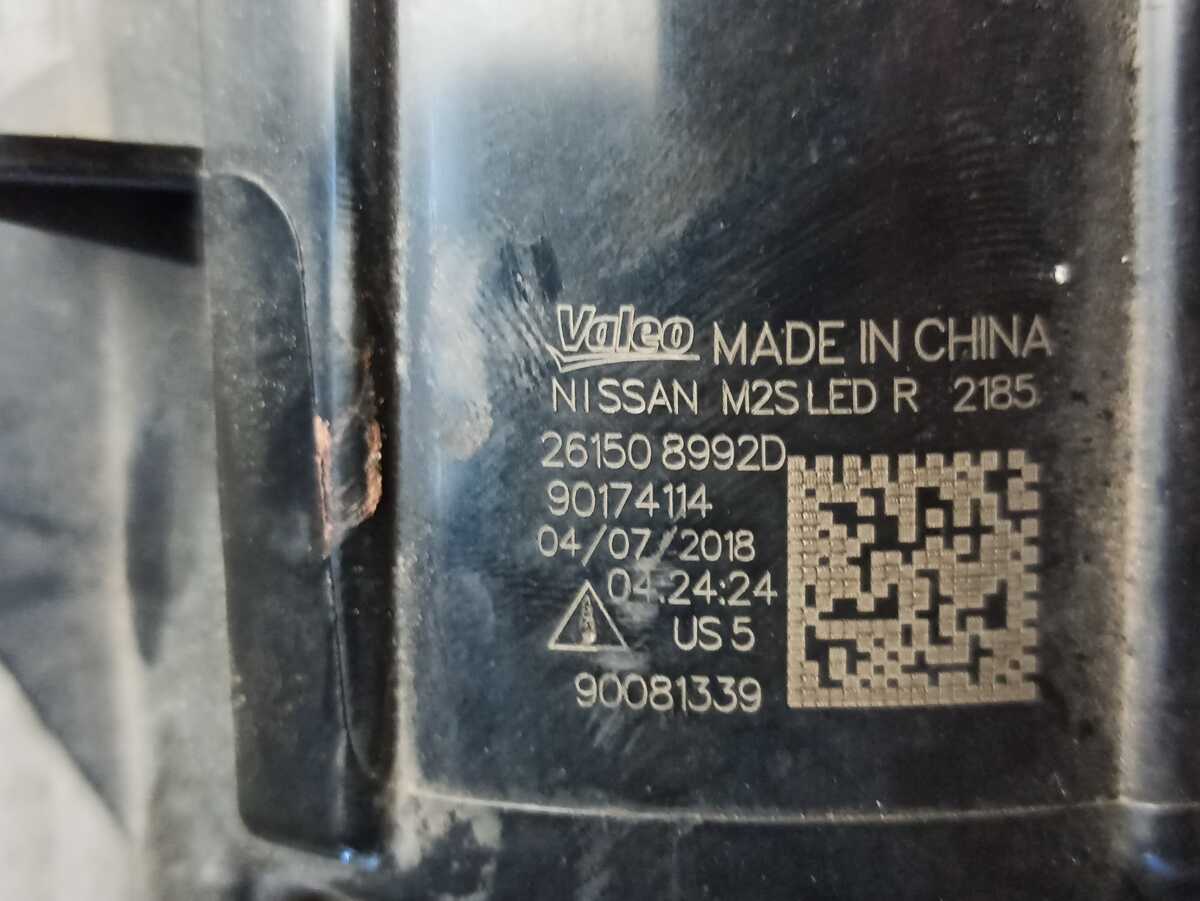 Valeo MADE IN CHINA
NISSAN M2S LED R 2185
26150 8992D
90174114
04/07/2018
04:24:24
US 5
90081339